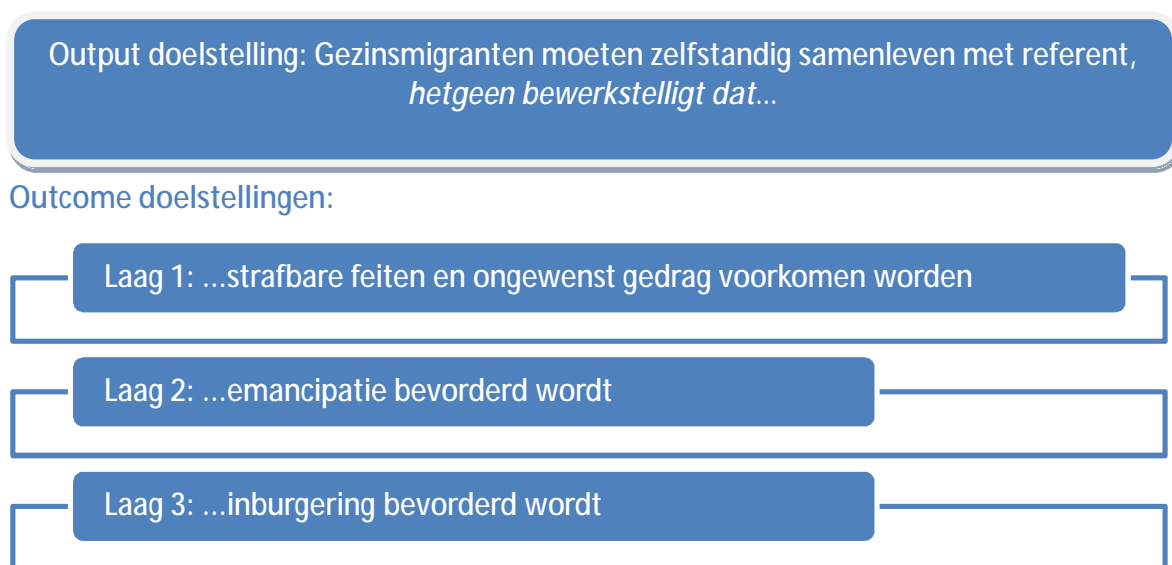 Output doelstelling: Gezinsmigranten moeten zelfstandig samenleven met referent,
hetgeen bewerkstelligt dat...
Outcome doelstellingen:
Laag 1: ...strafbare feiten en ongewenst gedrag voorkomen worden
Laag 2: ...emancipatie bevorderd wordt
Laag 3: ...inburgering bevorderd wordt